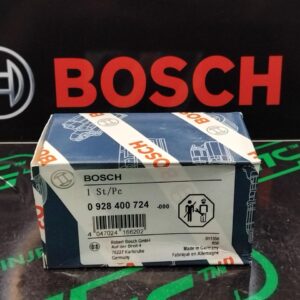 BOSCH
BOSCH
1 St/Pc
0 928 400 724 -000
4 047024 166202
Robert Bosch GmbH
Auf der Breit 4
76227 Karlsruhe
Germany
Made in Germany
Fabriqué en Allemagne
INJE